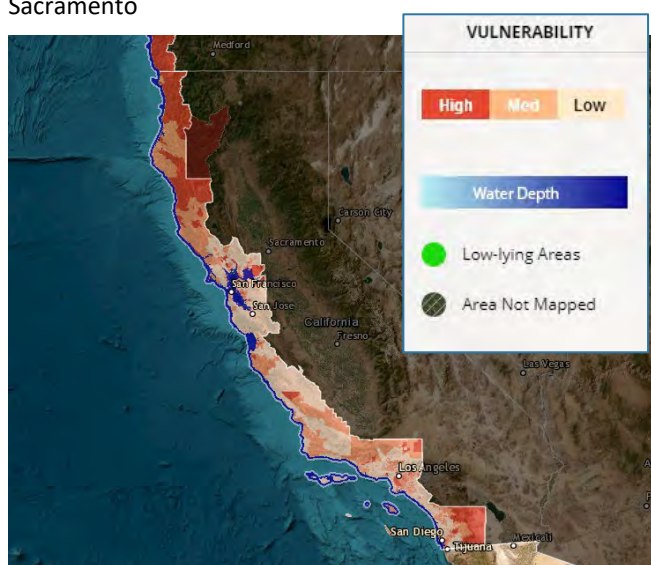 Sacramento
VULNERABILITY
High Med Low
Water Depth
Low-lying Areas
Area Not Mapped
Medford
Carson City
Sacramento
San Francisco
San Jose
California
Fresno
Las Vegas
Los Angeles
San Diego
Tijuana
Mexicali